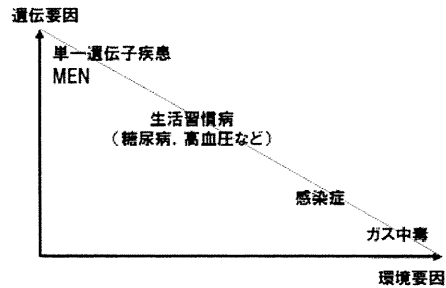 遺伝要因
単一遺伝子疾患
MEN
生活習慣病
(糖尿病, 高血圧など)
感染症
ガス中毒
環境要因